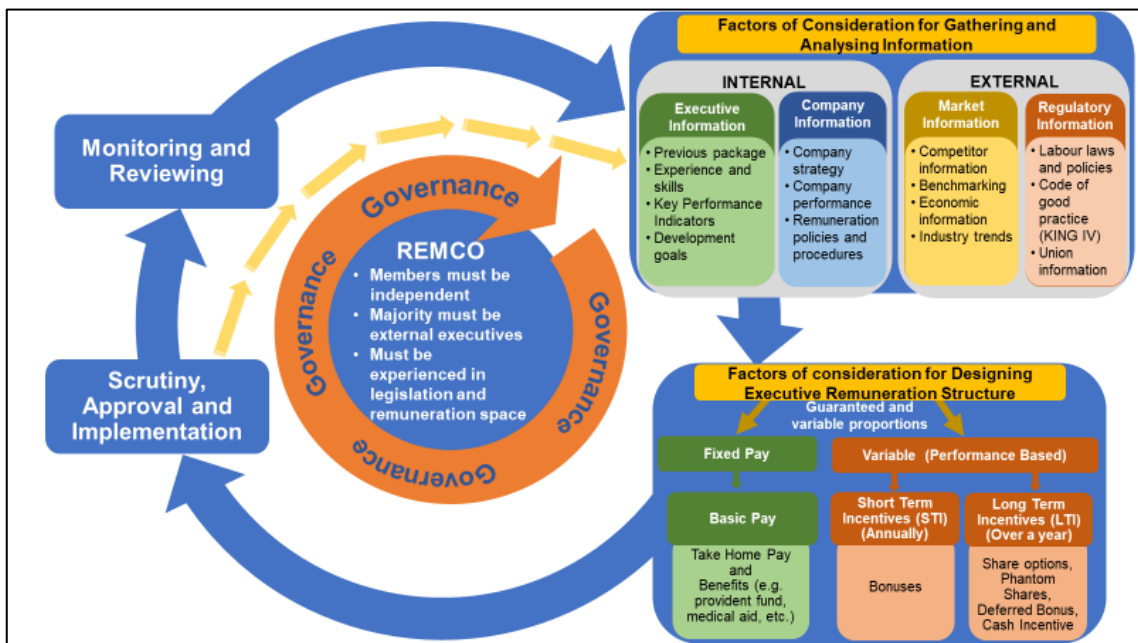 Factors of Consideration for Gathering and
Analysing Information
INTERNAL
Executive
Information
• Previous package
• Experience and
skills
• Key Performance
Indicators
• Development
goals
Company
Information
• Company
strategy
• Company
performance
• Remuneration
policies and
procedures
EXTERNAL
Market
Information
• Competitor
information
• Benchmarking
• Economic
information
• Industry trends
Regulatory
Information
• Labour laws
and policies
• Code of
good
practice
(KING IV)
• Union
information
Monitoring and
Reviewing
Governance
Governance
Governance
Governance
REMCO
• Members must be
independent
• Majority must be
external executives
• Must be
experienced in
legislation and
remuneration space
Scrutiny,
Approval and
Implementation
Factors of consideration for Designing
Executive Remuneration Structure
Guaranteed and
variable proportions
Fixed Pay
Variable (Performance Based)
Basic Pay
Take Home Pay
and
Benefits (e.g.
provident fund,
medical aid, etc.)
Short Term
Incentives (STI)
(Annually)
Bonuses
Long Term
Incentives (LTI)
(Over a year)
Share options,
Phantom
Shares,
Deferred Bonus,
Cash Incentive